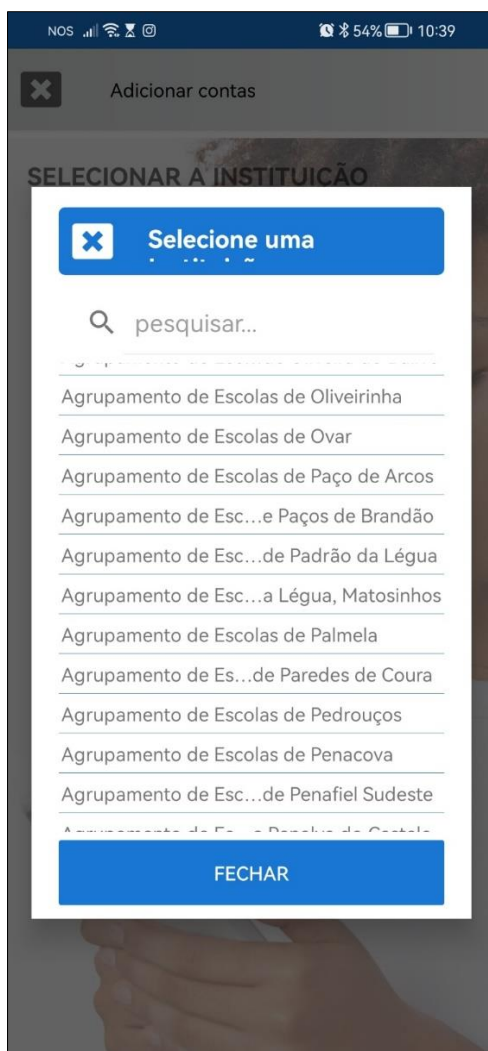 NOS 54% 10:39
Adicionar contas
SELECIONAR A INSTITUIÇÃO
Selecione uma
pesquisar...
Agrupamento de Escolas de Oliveirinha
Agrupamento de Escolas de Ovar
Agrupamento de Escolas de Paço de Arcos
Agrupamento de Esc...e Paços de Brandão
Agrupamento de Esc...de Padrão da Légua
Agrupamento de Esc...a Légua, Matosinhos
Agrupamento de Escolas de Palmela
Agrupamento de Es...de Paredes de Coura
Agrupamento de Escolas de Pedrouços
Agrupamento de Escolas de Penacova
Agrupamento de Esc...de Penafiel Sudeste
FECHAR